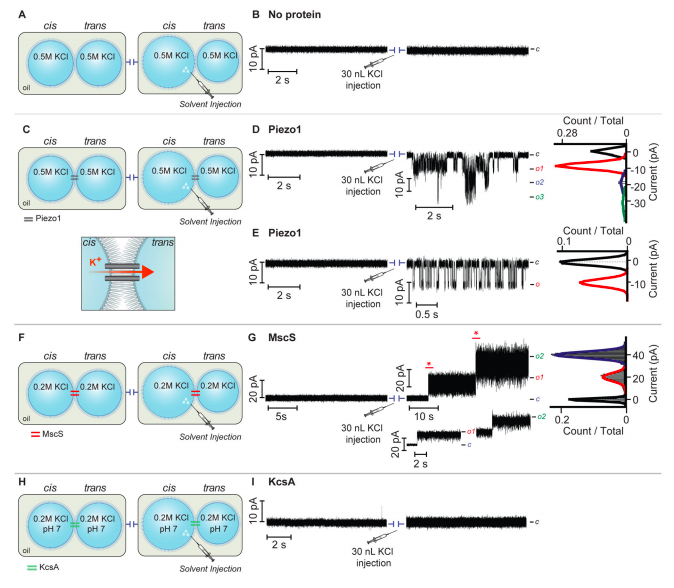 A
cis trans cis trans
0.5M KCl 0.5M KCl 0.5M KCl 0.5M KCl
oil
Solvent Injection
B No protein
10 pA
2 s
30 nL KCl
injection
10 pA
c
C
cis trans cis trans
0.5M KCl 0.5M KCl 0.5M KCl 0.5M KCl
oil
Piezo1
Solvent Injection
cis trans
K+
D Piezo1
10 pA
2 s
30 nL KCl
injection
10 pA
2 s
c
o1
o2
o3
Count / Total
0.28 0
0
-10
-20
-30
Current (pA)
E Piezo1
10 pA
2 s
30 nL KCl
injection
10 pA
0.5 s
c
o
Count / Total
0.1 0
0
-10
Current (pA)
F
cis trans cis trans
0.2M KCl 0.2M KCl 0.2M KCl 0.2M KCl
oil
MscS
Solvent Injection
G MscS
20 pA
5s
30 nL KCl
injection
20 pA
10 s
* *
o2
o1
c
20 pA
2 s
o1
c
o2
40
20
0
Current (pA)
0.2 0
Count / Total
H
cis trans cis trans
0.2M KCl 0.2M KCl 0.2M KCl 0.2M KCl
pH 7 pH 7 pH 7 pH 7
oil
KcsA
Solvent Injection
I KcsA
10 pA
2 s
30 nL KCl
injection
10 pA
c